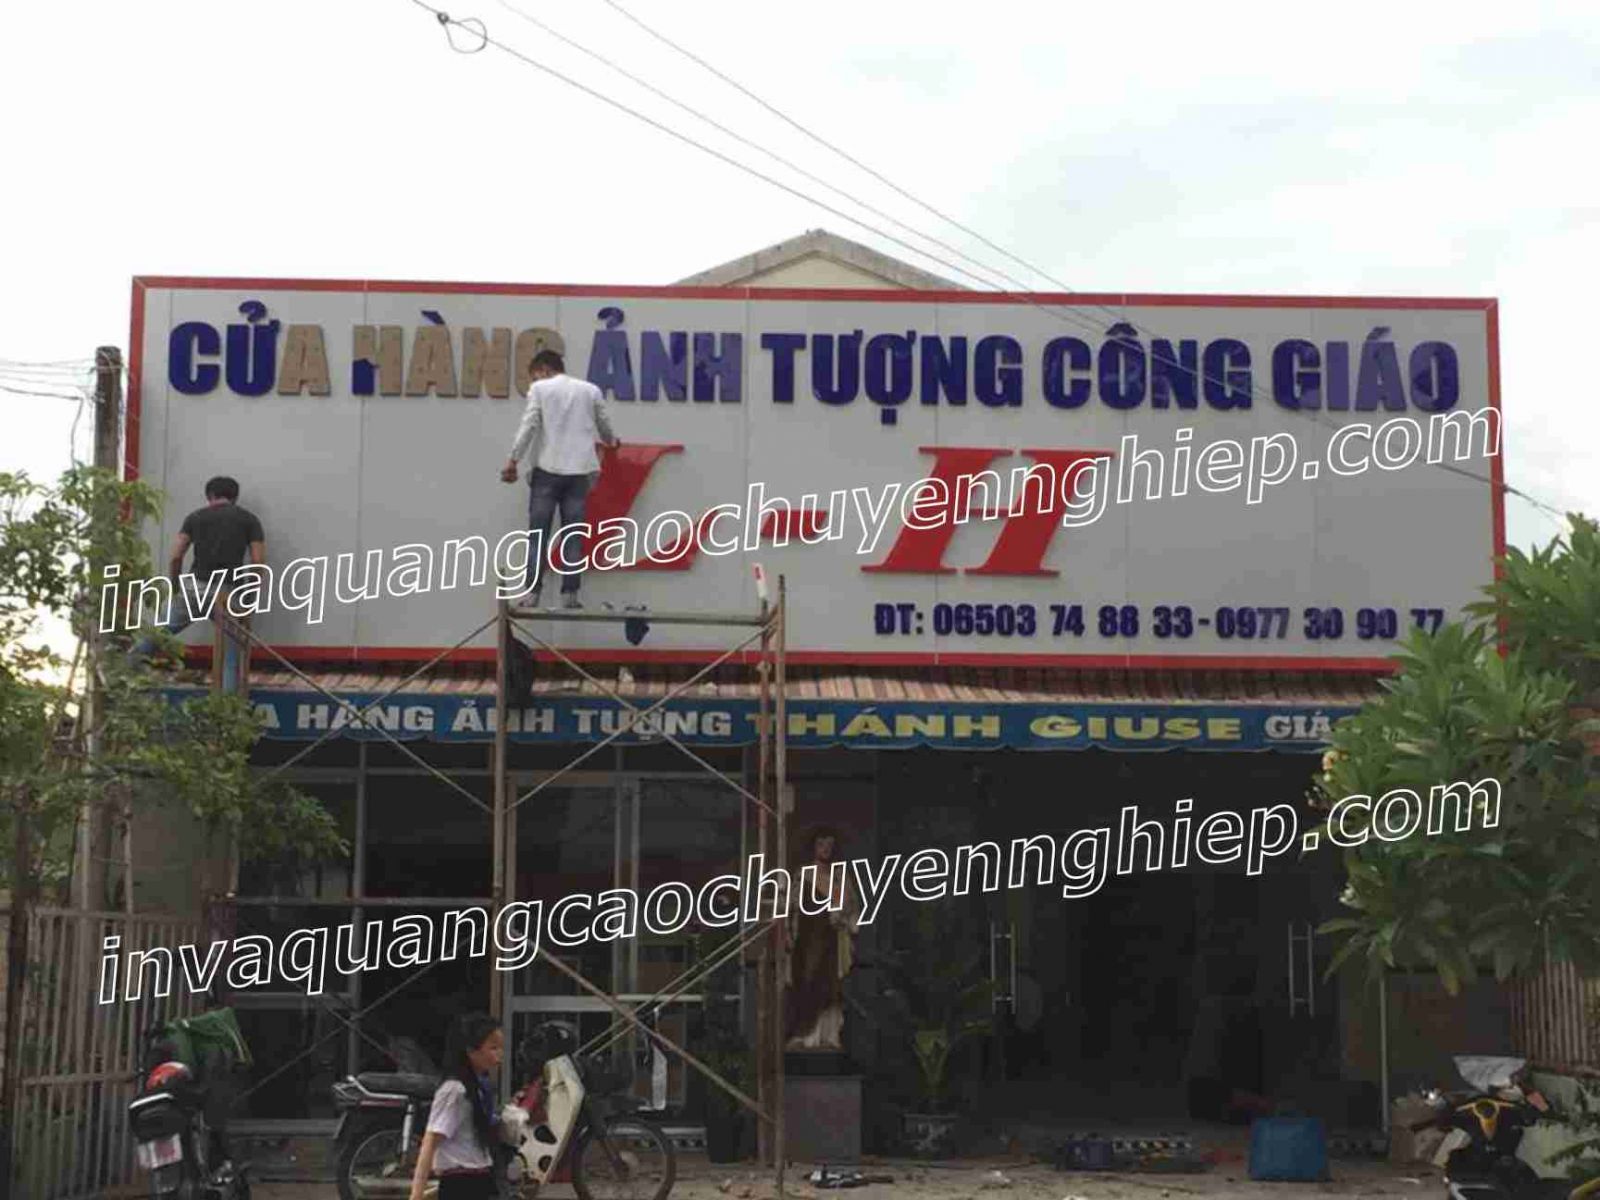 CỬA HÀNG ẢNH TƯỢNG CÔNG GIÁO
L-H
invaquangcaochuyennghiep.com
ĐT: 06503 74 88 33 - 0977 30 90 77
HÀNG ẢNH TƯỢNG THÁNH GIUSE
invaquangcaochuyennghiep.com